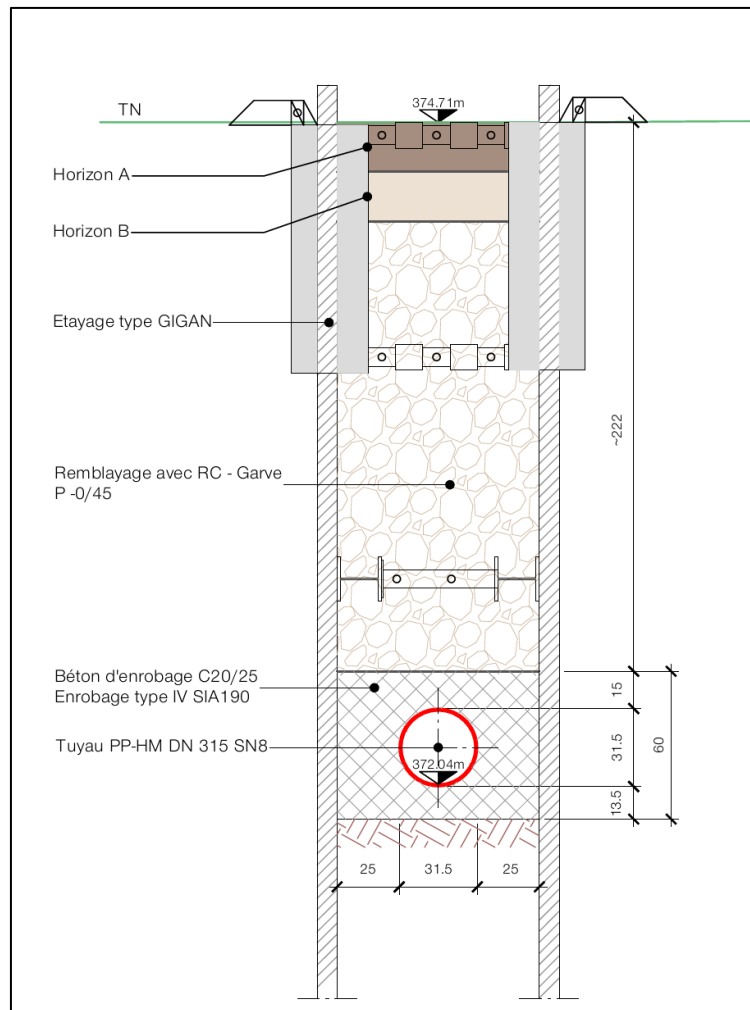 TN
374.71m
Horizon A
Horizon B
Etayage type GIGAN
~222
Remblayage avec RC - Garve
P -0/45
Béton d'enrobage C20/25
Enrobage type IV SIA190
15
Tuyau PP-HM DN 315 SN8
31.5
60
372.04m
13.5
25
31.5
25